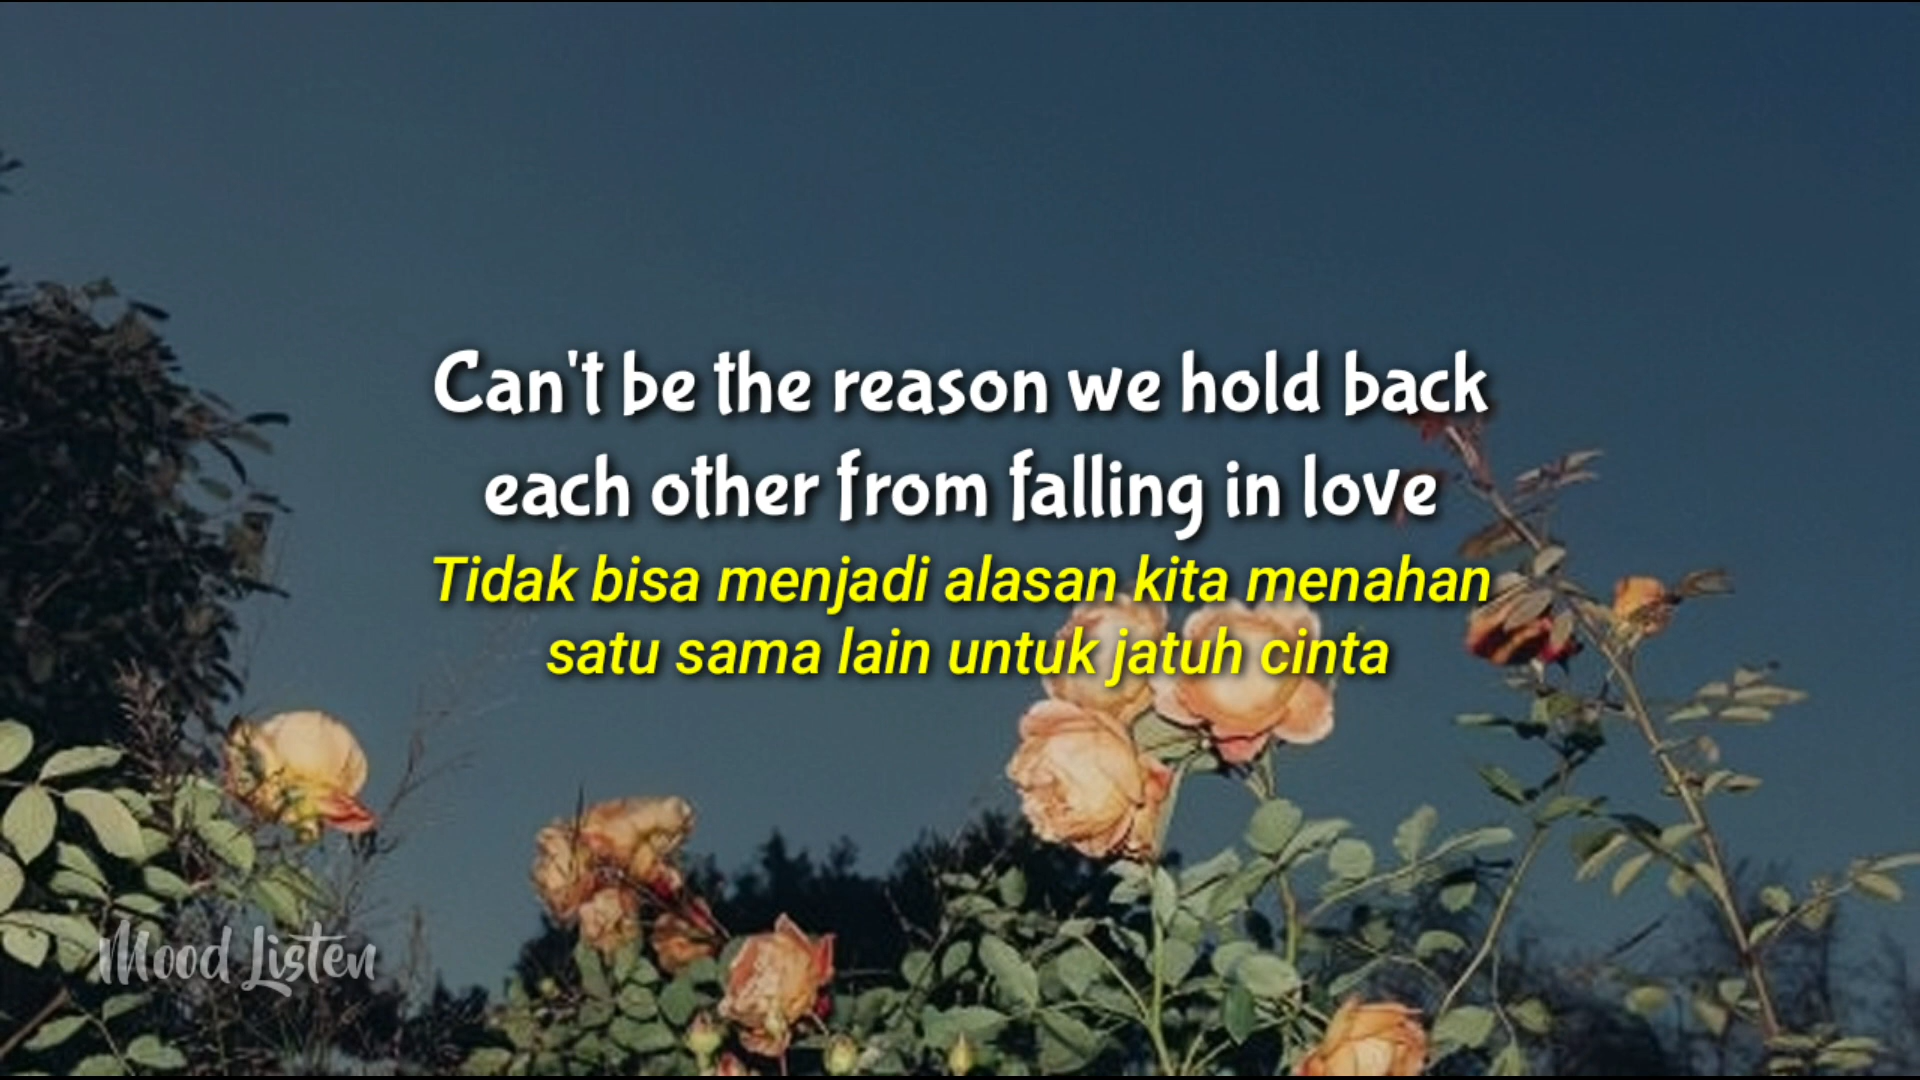 Can't be the reason we hold back
each other from falling in love
Tidak bisa menjadi alasan kita menahan
satu sama lain untuk jatuh cinta
Mood Listen